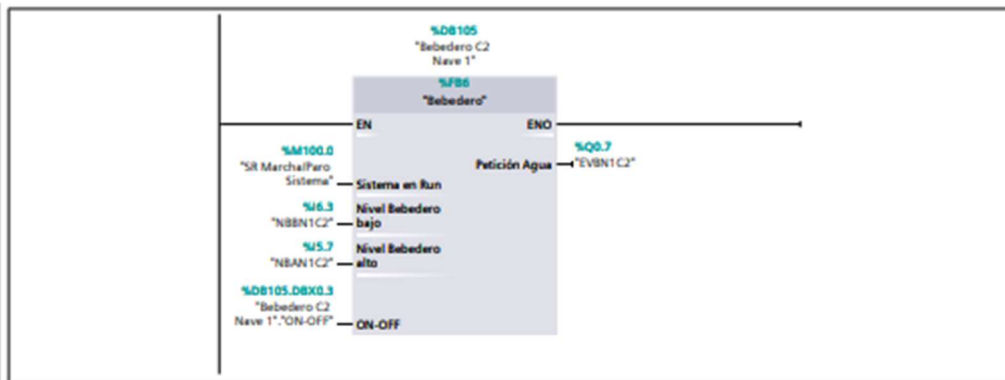 %DB105
"Bebedero C2
Nave 1"
%FB6
"Bebedero"
EN
ENO
%M100.0
"SR Marcha/Paro
Sistema"
Sistema en Run
Petición Agua
%Q0.7
"EVBN1C2"
%I6.3
"NBBN1C2"
Nivel Bebedero
bajo
%I5.7
"NBAN1C2"
Nivel Bebedero
alto
%DB105.DBX0.3
"Bebedero C2
Nave 1"."ON-OFF"
ON-OFF